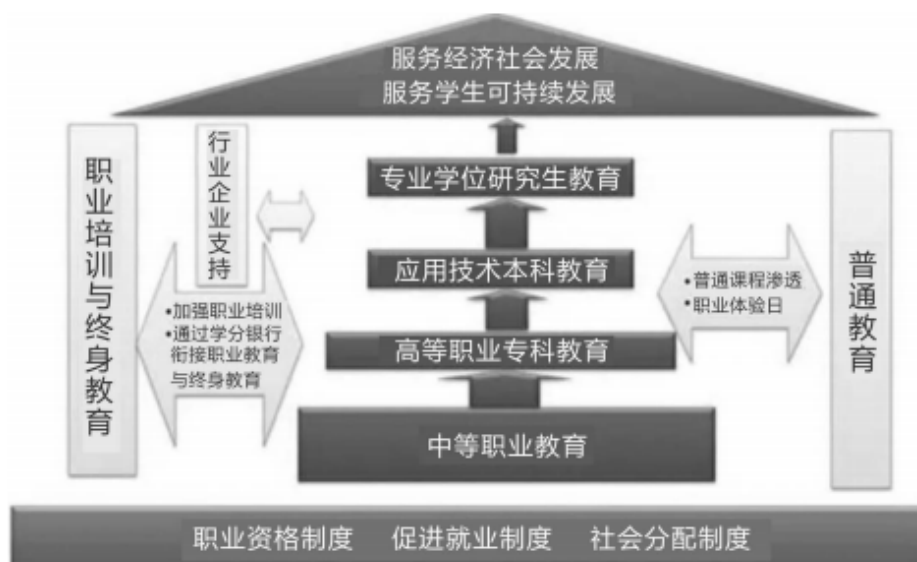 服务经济社会发展
服务学生可持续发展
职业培训与终身教育
行业企业支持
专业学位研究生教育
应用技术本科教育
高等职业专科教育
中等职业教育
•加强职业培训
•通过学分银行
衔接职业教育
与终身教育
•普通课程渗透
•职业体验日
普通教育
职业资格制度 促进就业制度 社会分配制度